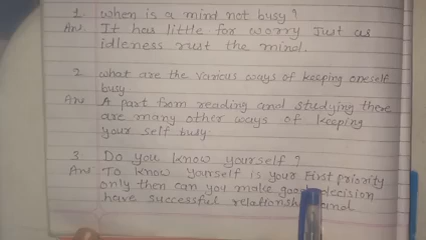 1. when is a mind not busy?
Ans. It has little for worry Just as
idleness rust the mind.
2 what are the various ways of keeping oneself
busy
Ans A part from reading and studying there
are many other ways of keeping
your self busy.
3 Do you know yourself?
Ans To know yourself is your First priority
only then can you make good decision
have successful relationsh and